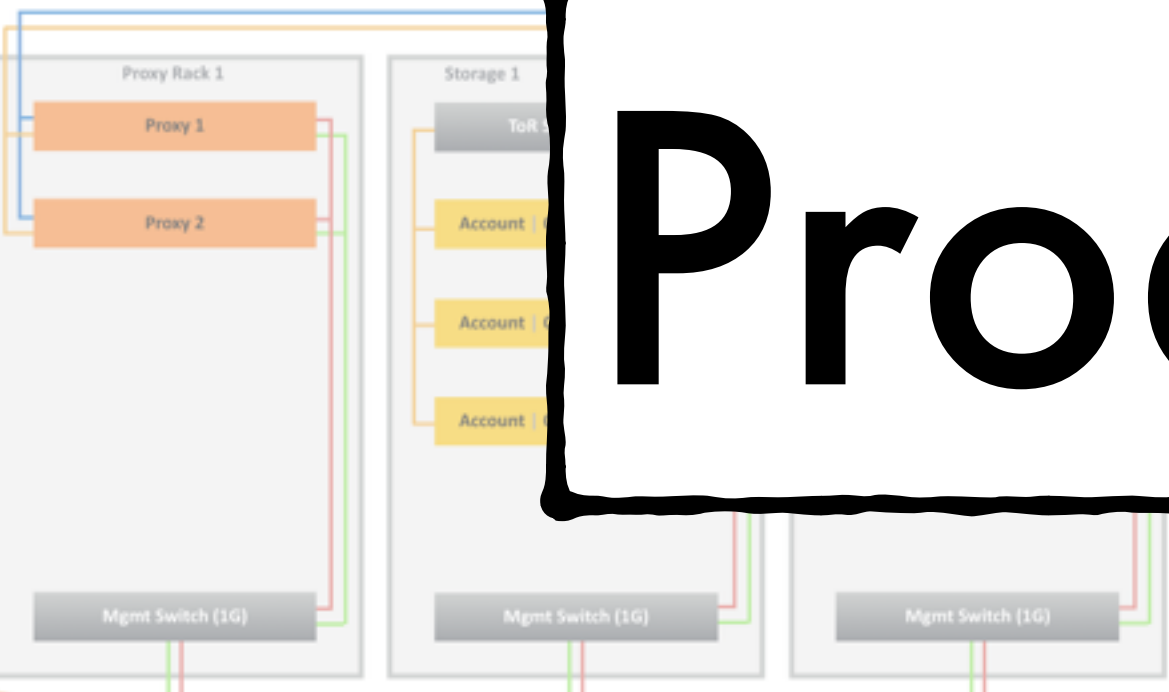 Proxy Rack 1
Proxy 1
Proxy 2
Mgmt Switch (1G)
Storage 1
ToR
Account |
Account |
Account |
Mgmt Switch (1G)
Mgmt Switch (1G)
Pro